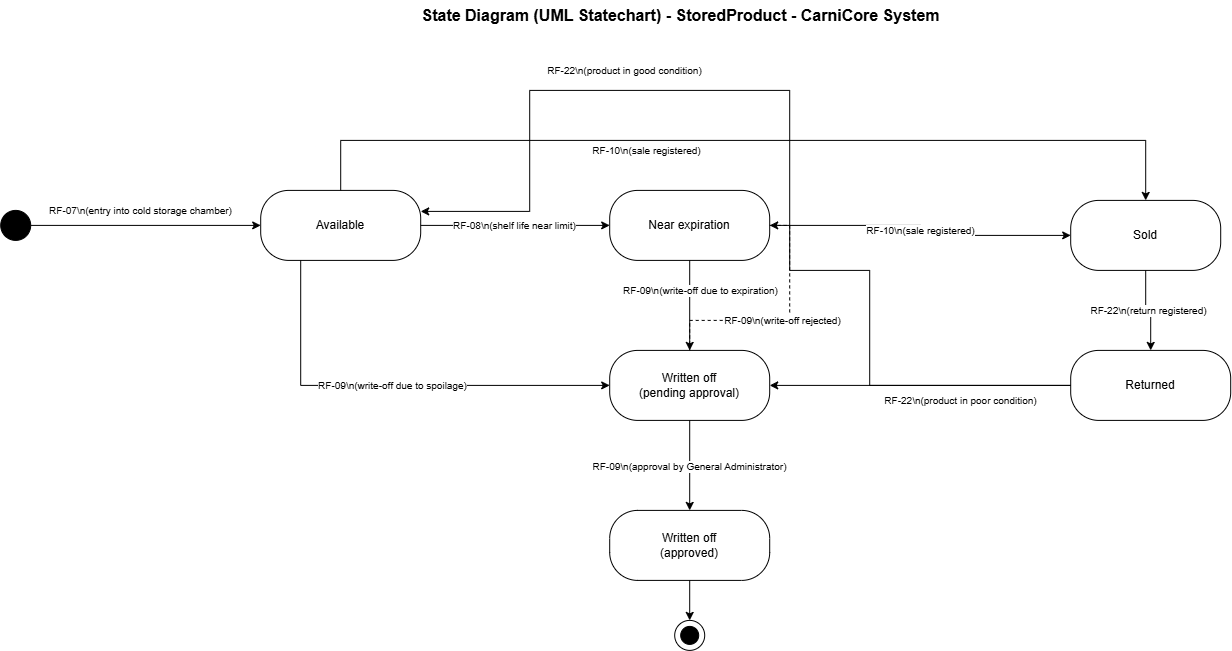 State Diagram (UML Statechart) - StoredProduct - CarniCore System
RF-22\n(product in good condition)
RF-10\n(sale registered)
RF-07\n(entry into cold storage chamber)
Available
RF-08\n(shelf life near limit)
Near expiration
RF-10\n(sale registered)
Sold
RF-09\n(write-off due to expiration)
RF-22\n(return registered)
RF-09\n(write-off rejected)
RF-09\n(write-off due to spoilage)
Written off
(pending approval)
Returned
RF-22\n(product in poor condition)
RF-09\n(approval by General Administrator)
Written off
(approved)